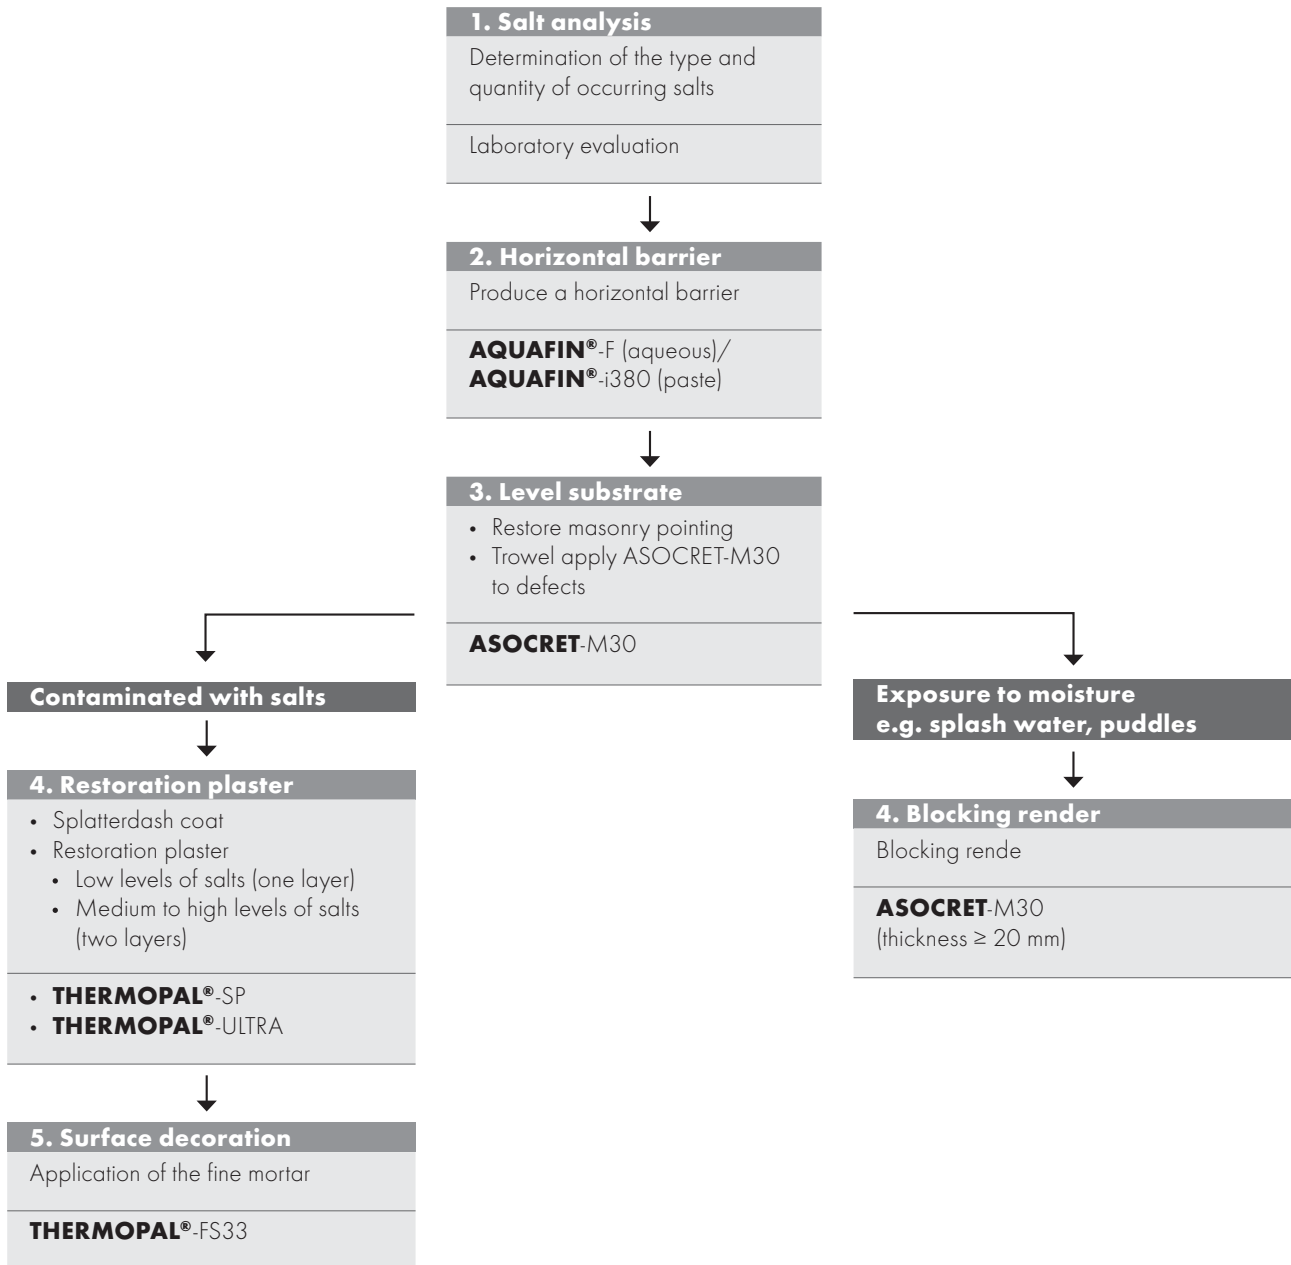 1. Salt analysis
Determination of the type and
quantity of occurring salts
Laboratory evaluation
2. Horizontal barrier
Produce a horizontal barrier
AQUAFIN®-F (aqueous)/
AQUAFIN®-i380 (paste)
3. Level substrate
• Restore masonry pointing
• Trowel apply ASOCRET-M30
to defects
ASOCRET-M30
Contaminated with salts
4. Restoration plaster
• Splatterdash coat
• Restoration plaster
• Low levels of salts (one layer)
• Medium to high levels of salts
(two layers)
• THERMOPAL®-SP
• THERMOPAL®-ULTRA
5. Surface decoration
Application of the fine mortar
THERMOPAL®-FS33
Exposure to moisture
e.g. splash water, puddles
4. Blocking render
Blocking rende
ASOCRET-M30
(thickness ≥ 20 mm)